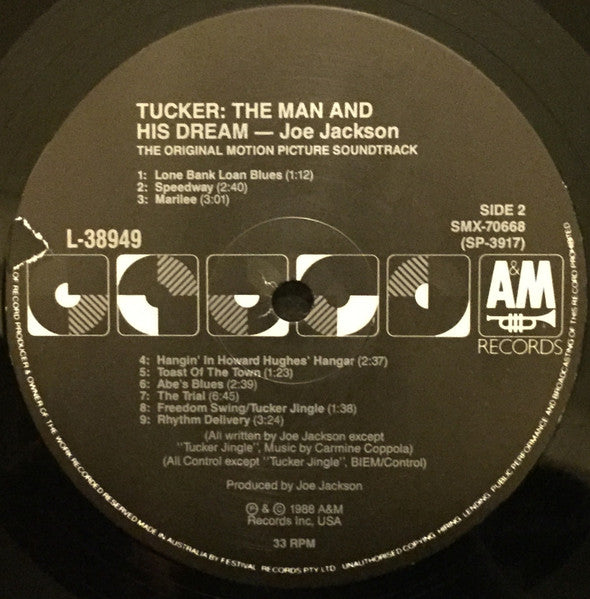 TUCKER: THE MAN AND
HIS DREAM — Joe Jackson
THE ORIGINAL MOTION PICTURE SOUNDTRACK
1: Lone Bank Loan Blues (1:12)
2: Speedway (2:40)
3: Marilee (3:01)
SIDE 2
L-38949
SMX-70668
(SP-3917)
A&M
RECORDS
4: Hangin' In Howard Hughes' Hangar (2:37)
5: Toast Of The Town (1:23)
6: Abe's Blues (2:39)
7: The Trial (6:45)
8: Freedom Swing/Tucker Jingle (1:38)
9: Rhythm Delivery (3:24)
(All written by Joe Jackson except
"Tucker Jingle", Music by Carmine Coppola)
(All Control except "Tucker Jingle", BIEM/Control)
Produced by Joe Jackson
℗ & © 1988 A&M
Records Inc, USA
33 RPM
OF RECORD PRODUCER & OWNER OF THE WORK RECORDED RESERVED MADE IN AUSTRALIA BY FESTIVAL RECORDS PTY LTD UNAUTHORISED COPYING HIRING LENDING PUBLIC PERFORMANCE AND BROADCASTING OF THIS RECORD PROHIBITED